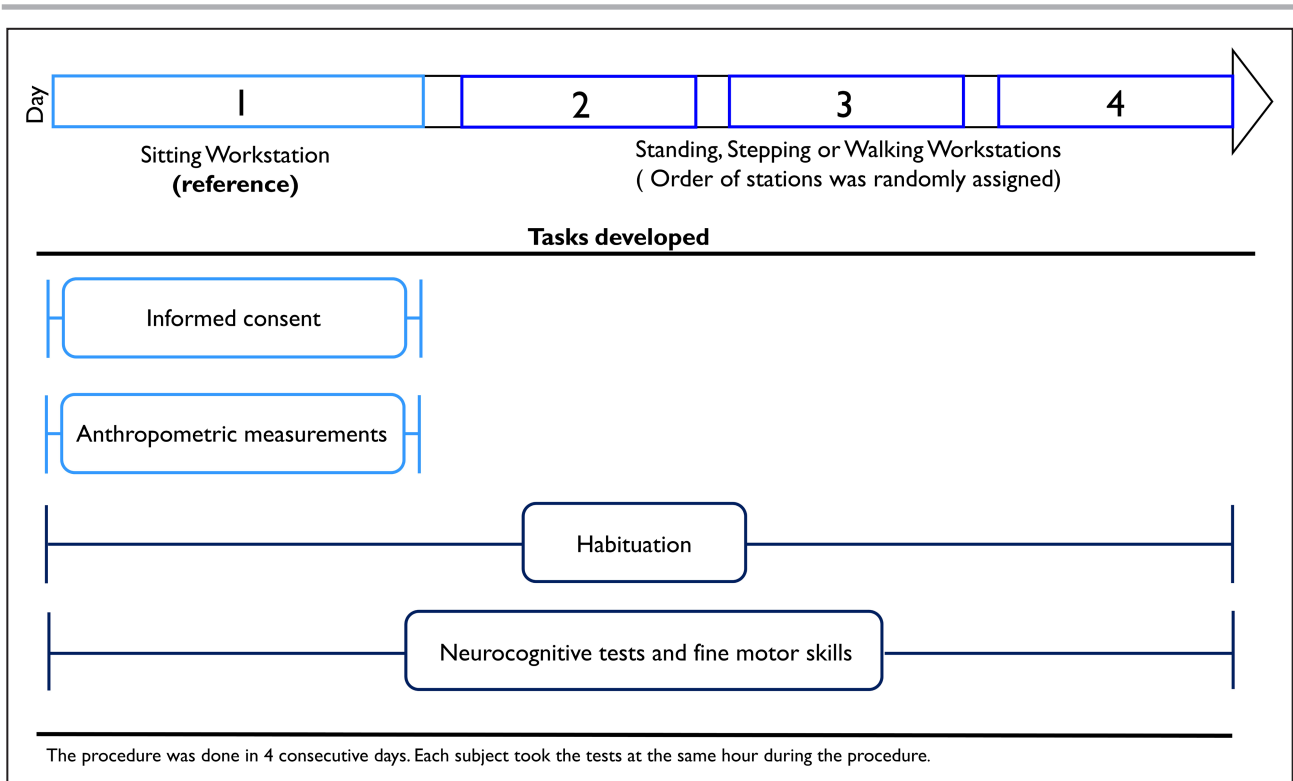 Day
1
2
3
4
Sitting Workstation
(reference)
Standing, Stepping or Walking Workstations
( Order of stations was randomly assigned)
Tasks developed
Informed consent
Anthropometric measurements
Habituation
Neurocognitive tests and fine motor skills
The procedure was done in 4 consecutive days. Each subject took the tests at the same hour during the procedure.